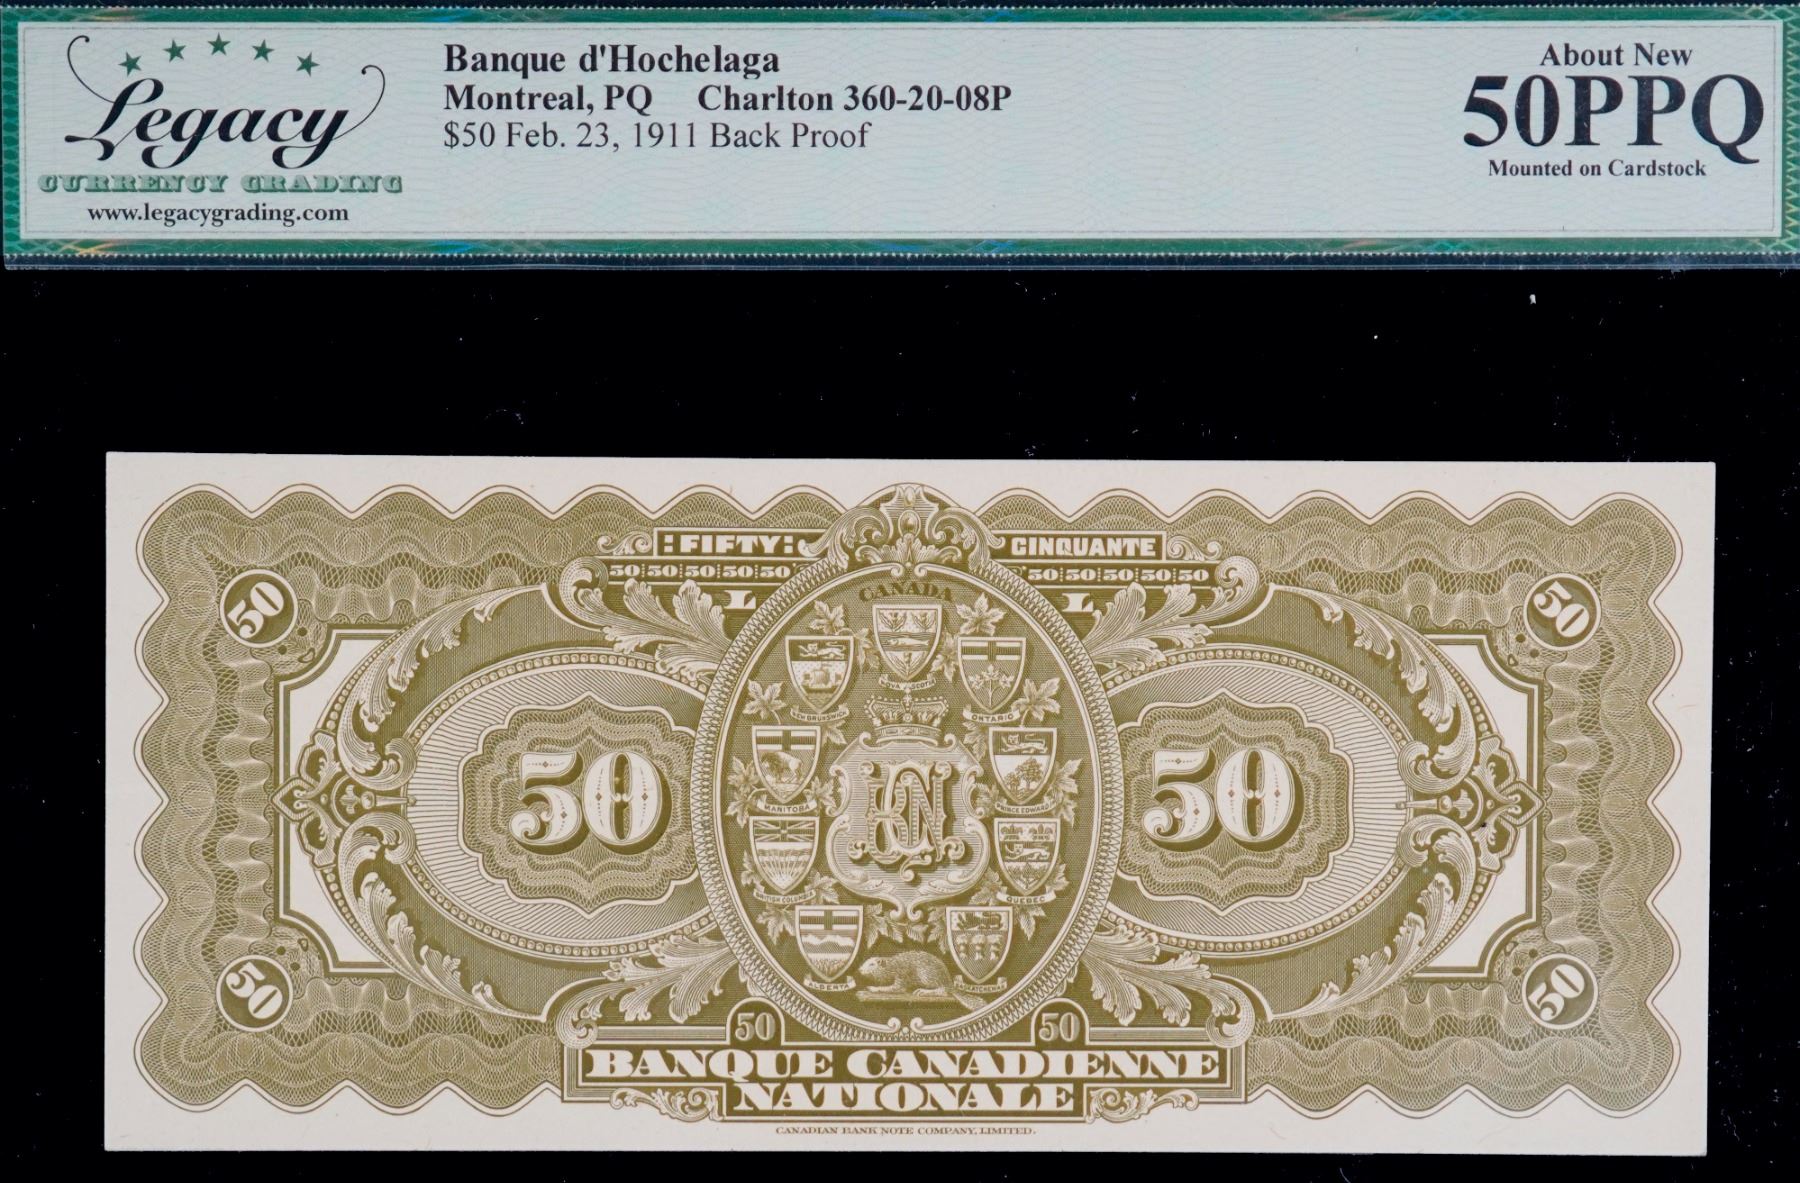 Legacy
CURRENCY GRADING
www.legacygrading.com
Banque d'Hochelaga
Montreal, PQ Charlton 360-20-08P
$50 Feb. 23, 1911 Back Proof
About New
50PPQ
Mounted on Cardstock
FIFTY CINQUANTE
50 50 50 50 50 50 50 50 50 50
L L
50 50
CANADA
NOVA SCOTIA
NEW BRUNSWICK ONTARIO
50 50
MANITOBA PRINCE EDWARD I
BCN
BRITISH COLUMBIA QUEBEC
ALBERTA SASKATCHEWAN
50 50
50 50
BANQUE CANADIENNE
NATIONALE
CANADIAN BANK NOTE COMPANY, LIMITED.